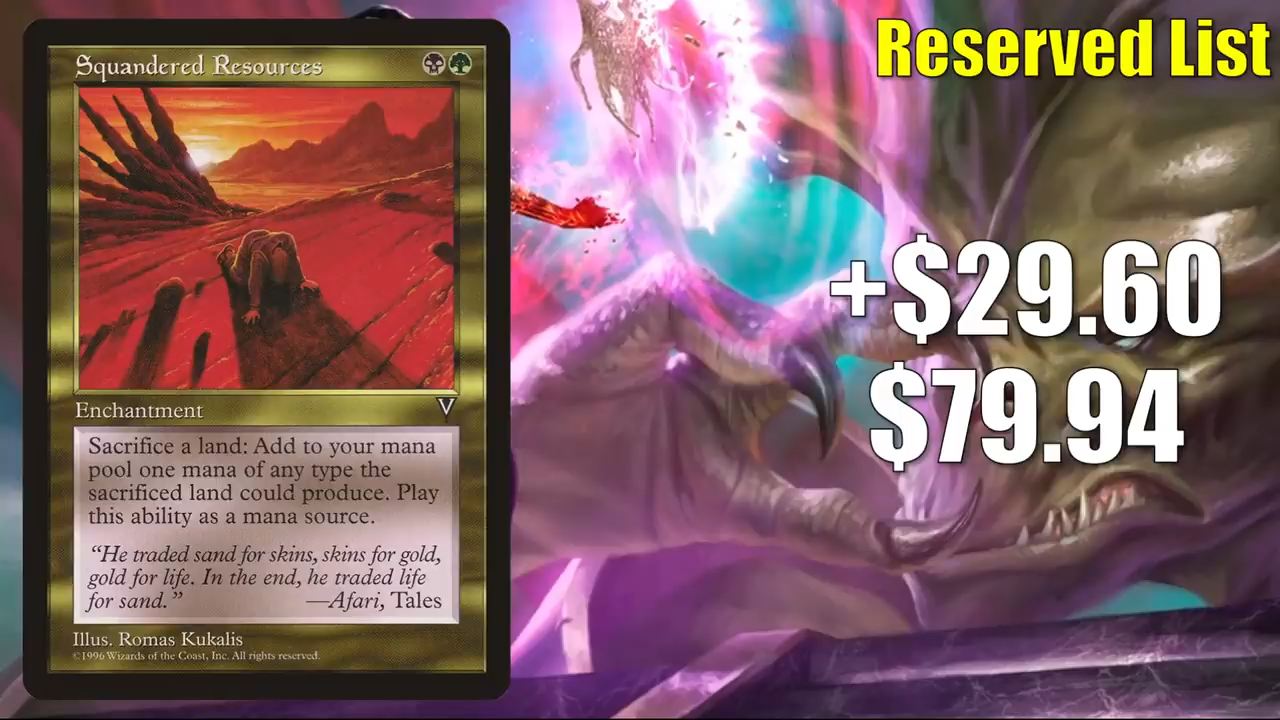 Squandered Resources
Reserved List
+$29.60
$79.94
Enchantment
V
Sacrifice a land: Add to your mana
pool one mana of any type the
sacrificed land could produce. Play
this ability as a mana source.
“He traded sand for skins, skins for gold,
gold for life. In the end, he traded life
for sand.” —Afari, Tales
Illus. Romas Kukalis
©1996 Wizards of the Coast, Inc. All rights reserved.